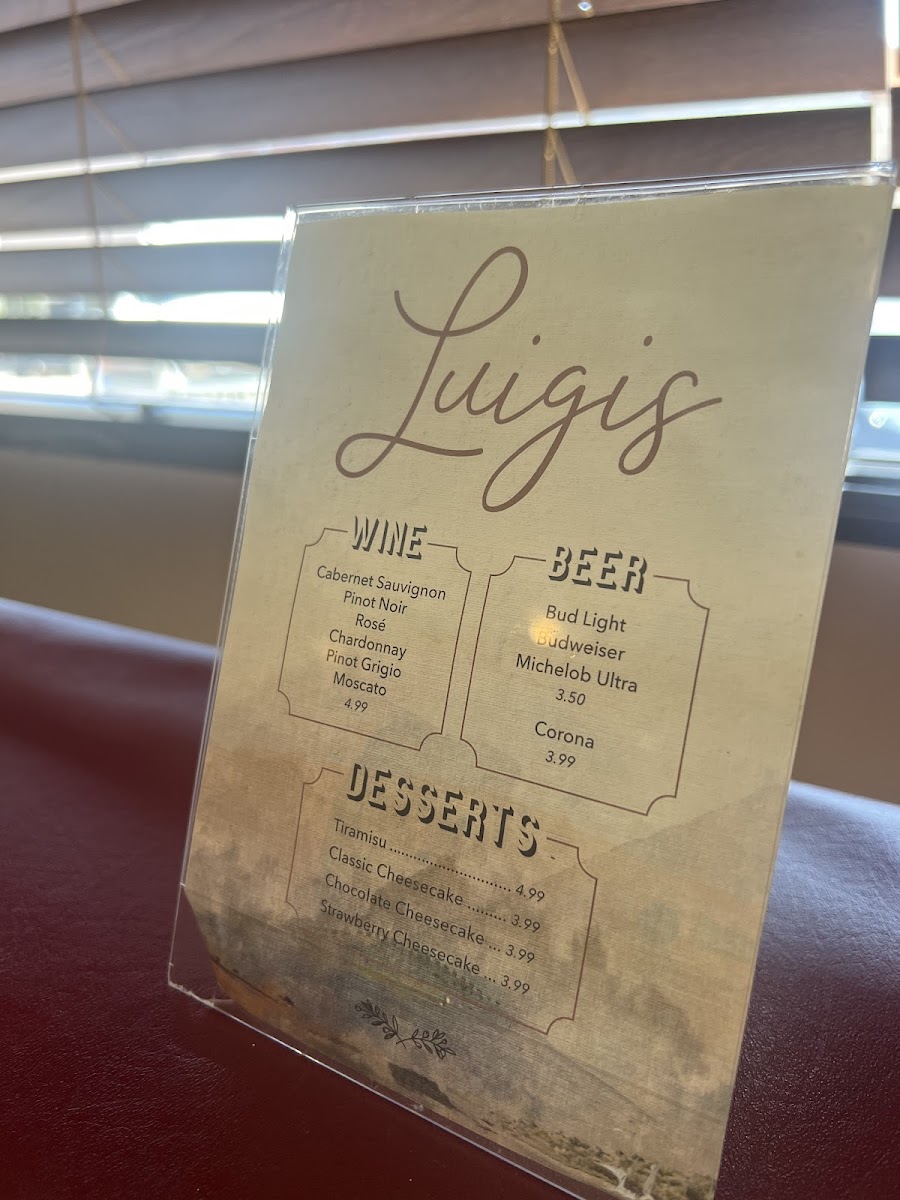 Luigis
WINE
Cabernet Sauvignon
Pinot Noir
Rosé
Chardonnay
Pinot Grigio
Moscato
4.99
BEER
Bud Light
Budweiser
Michelob Ultra
3.50
Corona
3.99
DESSERTS
Tiramisu ............................... 4.99
Classic Cheesecake ......... 3.99
Chocolate Cheesecake ... 3.99
Strawberry Cheesecake ... 3.99